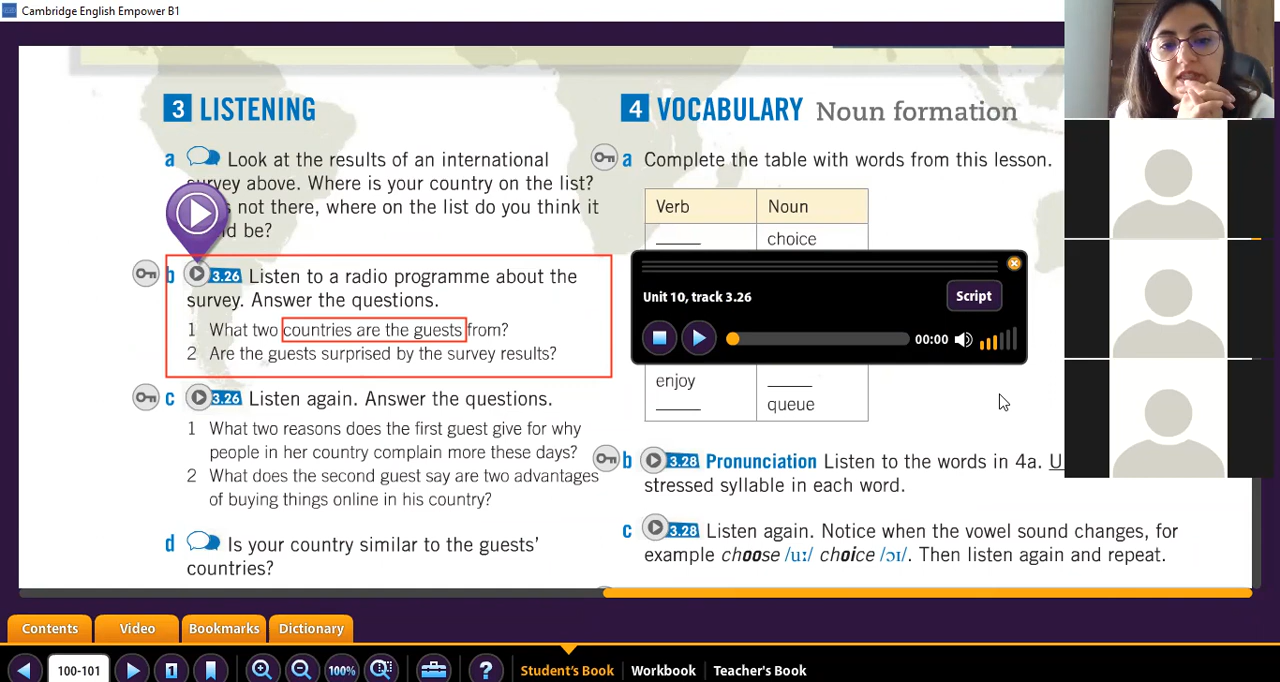 Cambridge English Empower B1
3 LISTENING
a Look at the results of an international
survey above. Where is your country on the list?
s not there, where on the list do you think it
ld be?
b 3.26 Listen to a radio programme about the
survey. Answer the questions.
1 What two countries are the guests from?
2 Are the guests surprised by the survey results?
c 3.26 Listen again. Answer the questions.
1 What two reasons does the first guest give for why
people in her country complain more these days?
2 What does the second guest say are two advantages
of buying things online in his country?
d Is your country similar to the guests'
countries?
4 VOCABULARY Noun formation
a Complete the table with words from this lesson.
Verb Noun
______ choice
Unit 10, track 3.26
Script
00:00
enjoy ______
______ queue
b 3.28 Pronunciation Listen to the words in 4a. U
stressed syllable in each word.
c 3.28 Listen again. Notice when the vowel sound changes, for
example choose /uː/ choice /ɔɪ/. Then listen again and repeat.
Contents Video Bookmarks Dictionary
100-101 1 100% ? Student's Book Workbook Teacher's Book